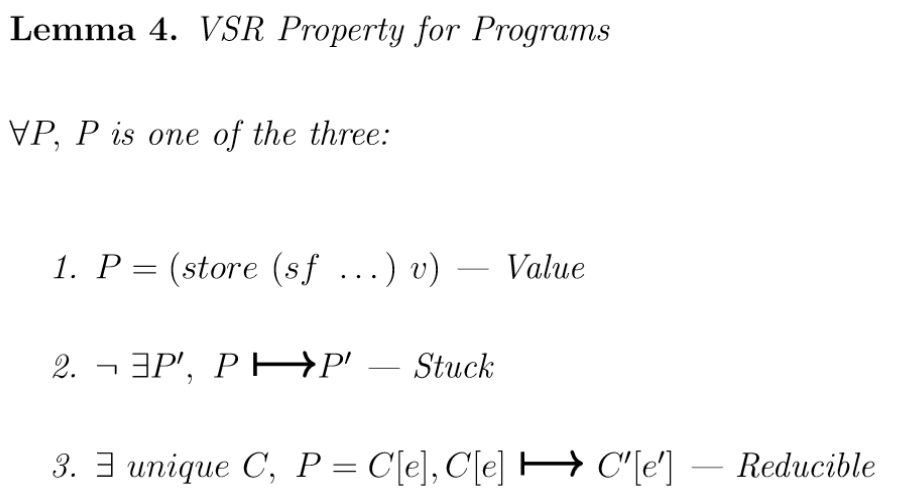 Lemma 4. VSR Property for Programs
∀P, P is one of the three:
1. P = (store (sf ...) v) — Value
2. ¬ ∃P′, P ⟼P′ — Stuck
3. ∃ unique C, P = C[e], C[e] ⟼ C′[e′] — Reducible